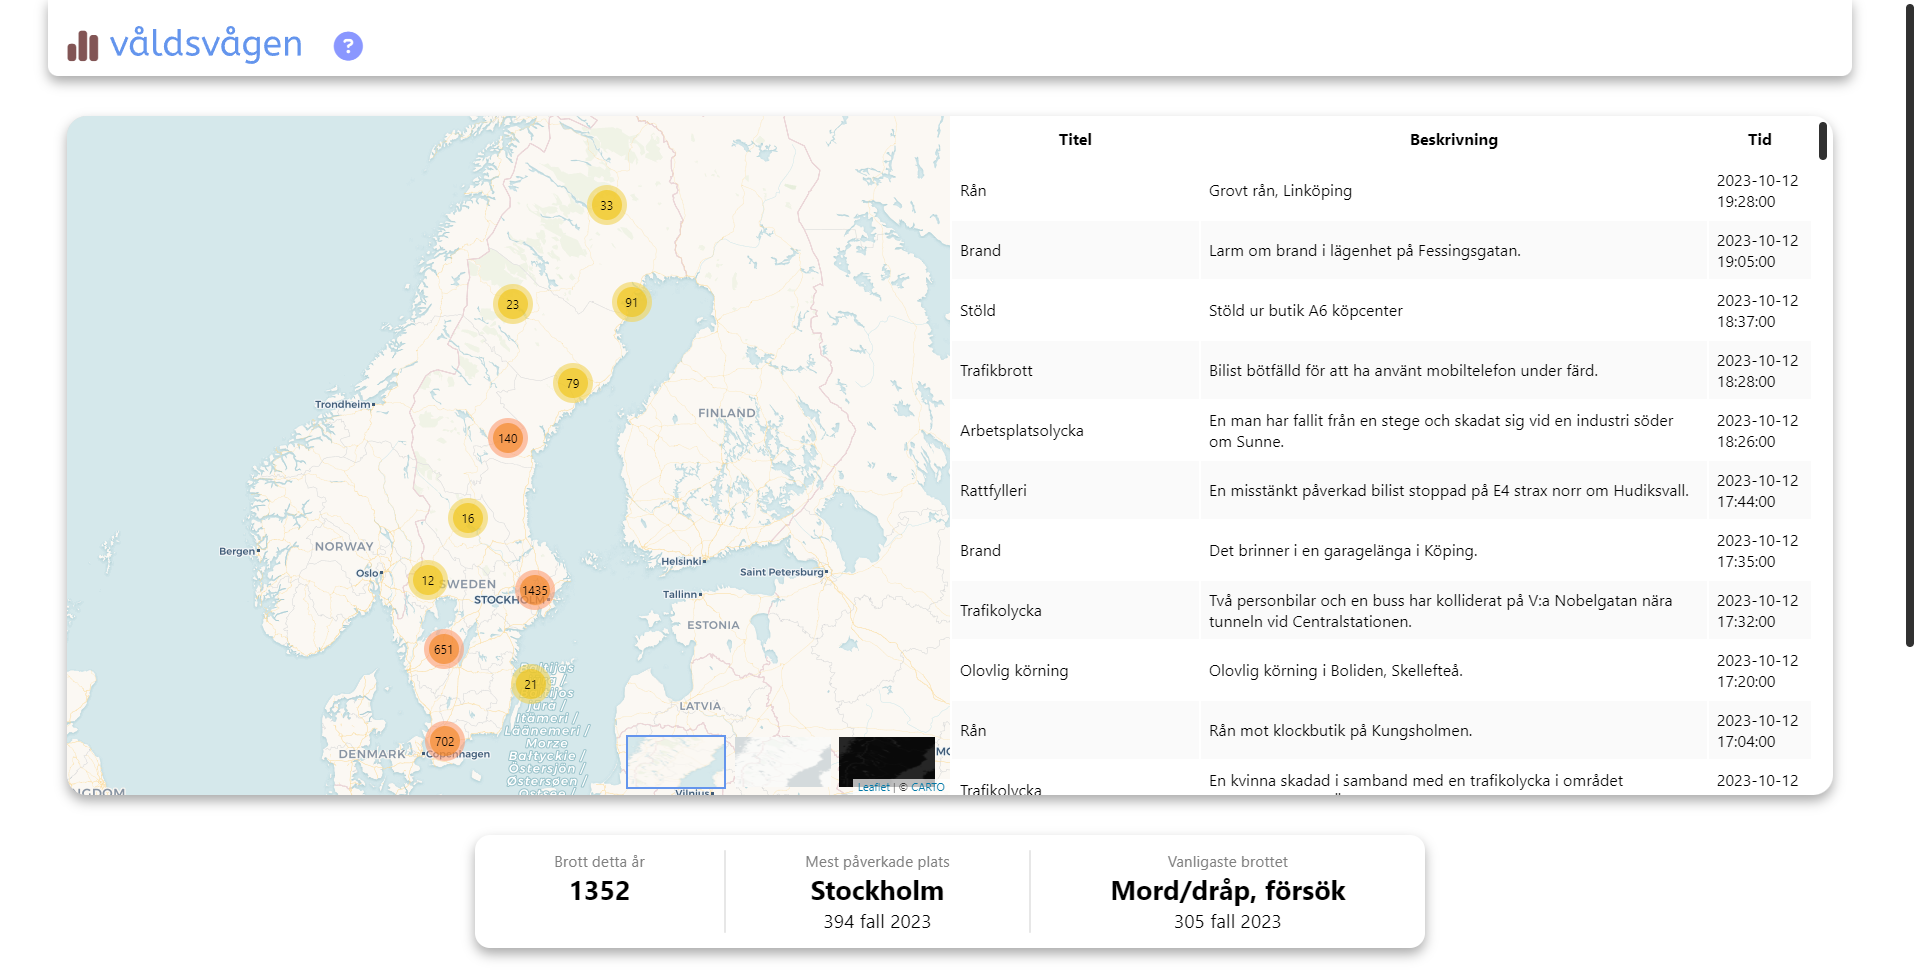 våldsvågen ?
33
23
91
79
Trondheim
140
FINLAND
16
NORWAY
Bergen
Oslo
Helsinki
Saint Petersburg
12
SWEDEN
1435
STOCKHOLM
Tallinn
ESTONIA
651
21
Baltijas
Jura /
Itämeri /
Läänemeri /
Morze
Bałtyckie /
Östersjön /
Østersøen /
LATVIA
702
DENMARK
Copenhagen
Vilnius
Leaflet | © CARTO
Titel Beskrivning Tid
Rån Grovt rån, Linköping 2023-10-12
19:28:00
Brand Larm om brand i lägenhet på Fessingsgatan. 2023-10-12
19:05:00
Stöld Stöld ur butik A6 köpcenter 2023-10-12
18:37:00
Trafikbrott Bilist bötfälld för att ha använt mobiltelefon under färd. 2023-10-12
18:28:00
Arbetsplatsolycka En man har fallit från en stege och skadat sig vid en industri söder
om Sunne. 2023-10-12
18:26:00
Rattfylleri En misstänkt påverkad bilist stoppad på E4 strax norr om Hudiksvall. 2023-10-12
17:44:00
Brand Det brinner i en garagelänga i Köping. 2023-10-12
17:35:00
Trafikolycka Två personbilar och en buss har kolliderat på V:a Nobelgatan nära
tunneln vid Centralstationen. 2023-10-12
17:32:00
Olovlig körning Olovlig körning i Boliden, Skellefteå. 2023-10-12
17:20:00
Rån Rån mot klockbutik på Kungsholmen. 2023-10-12
17:04:00
Trafikolycka En kvinna skadad i samband med en trafikolycka i området 2023-10-12
Brott detta år
1352
Mest påverkade plats
Stockholm
394 fall 2023
Vanligaste brottet
Mord/dråp, försök
305 fall 2023